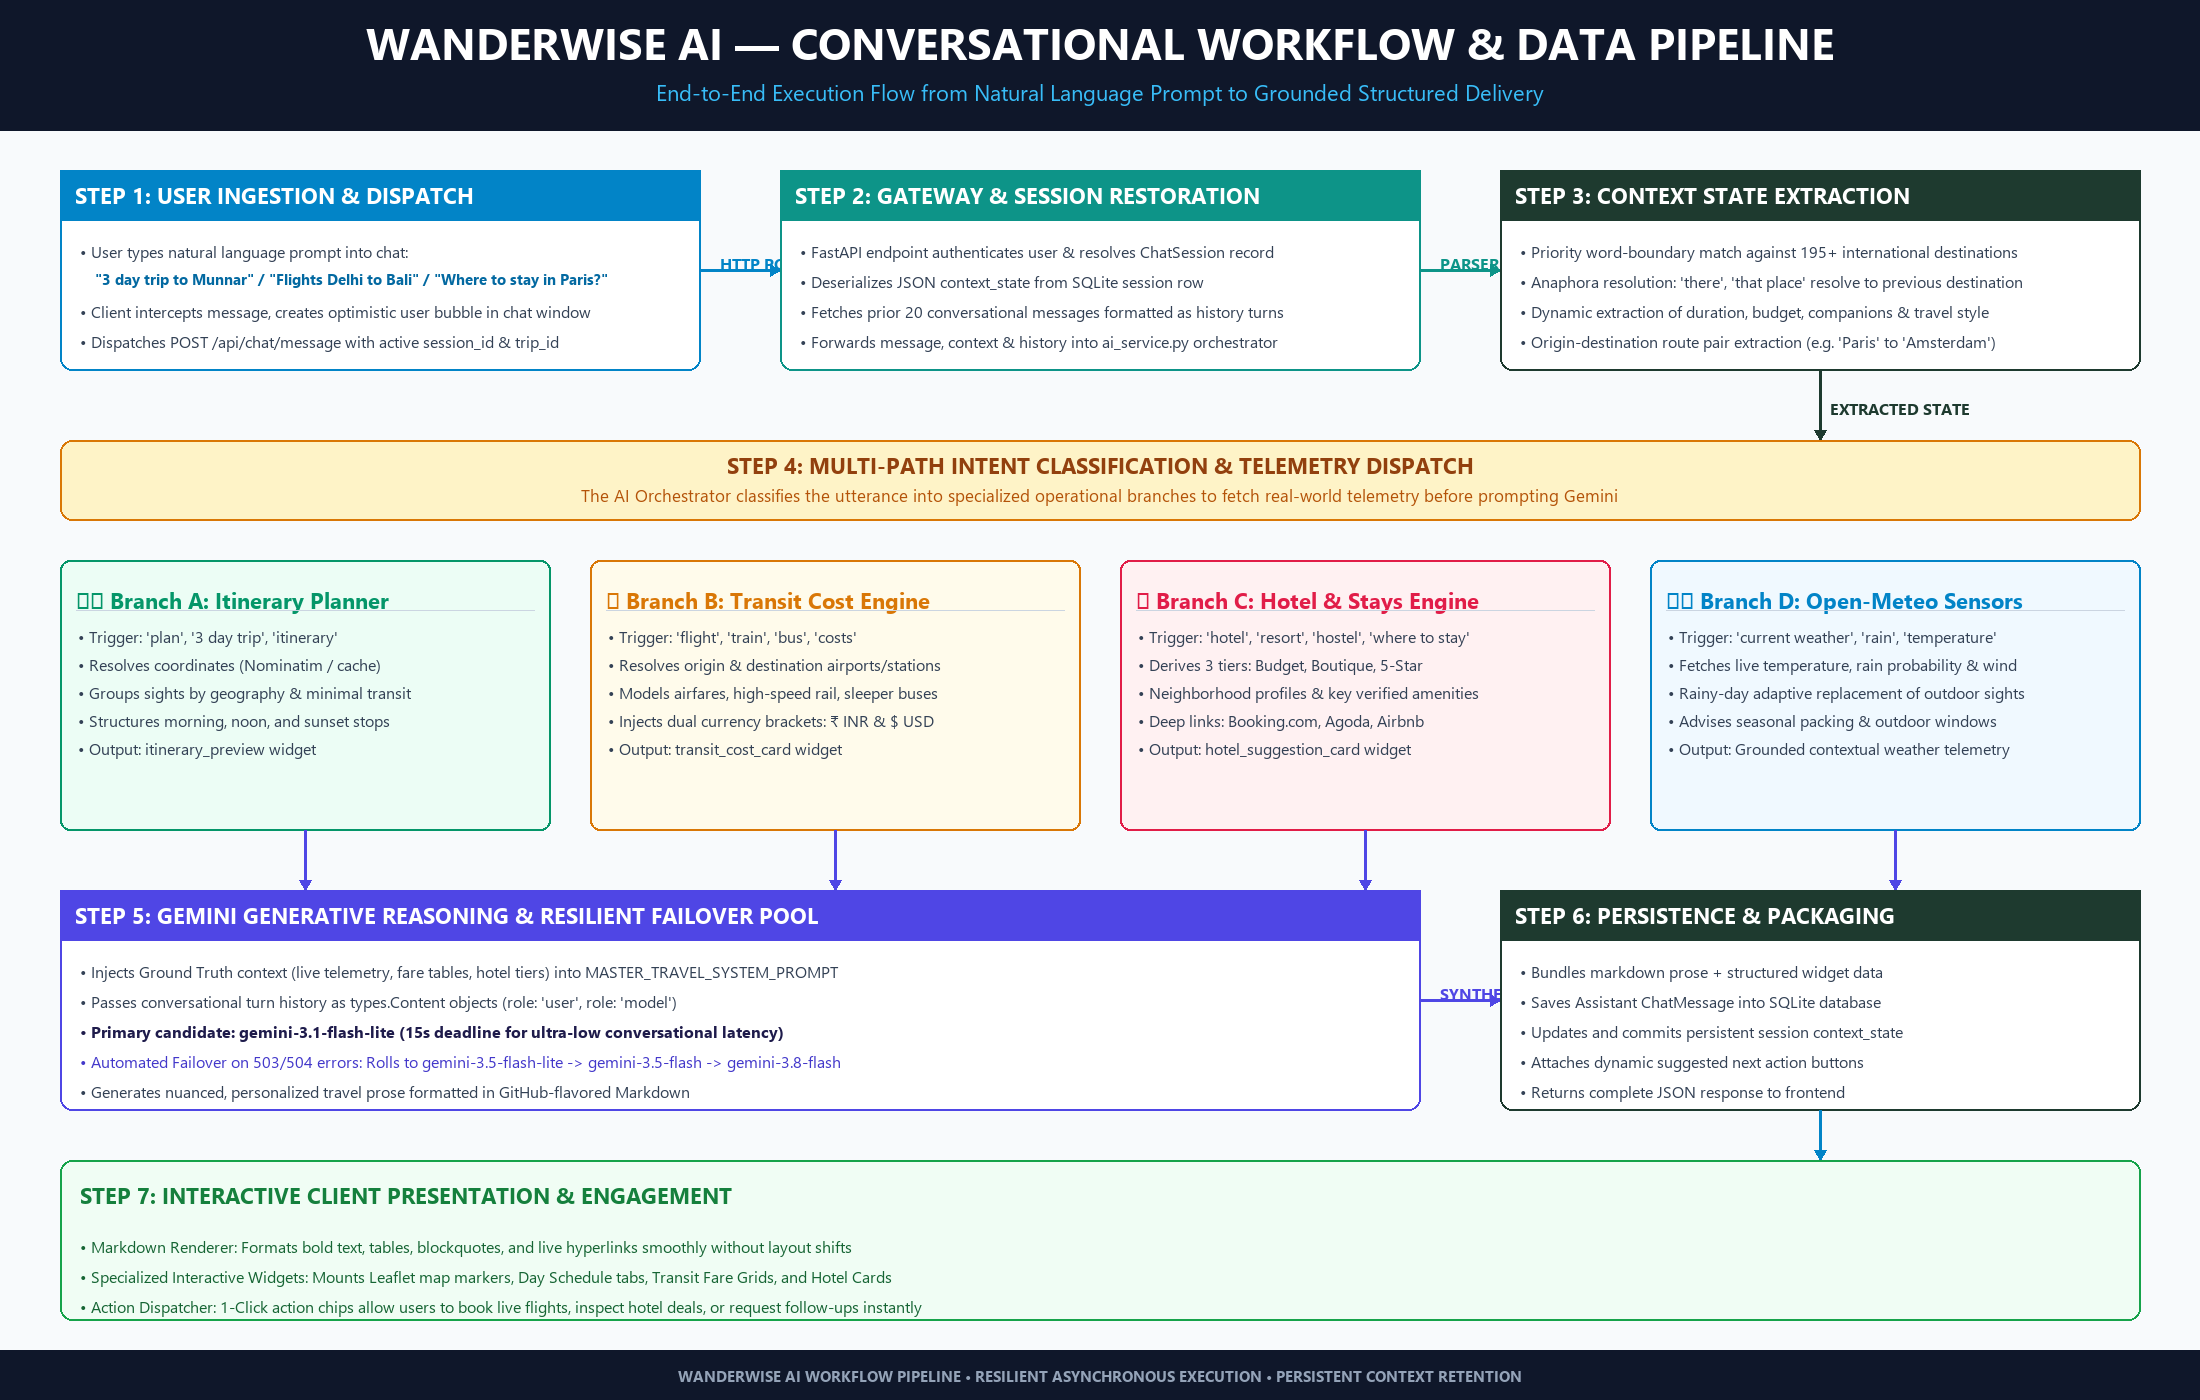 WANDERWISE AI — CONVERSATIONAL WORKFLOW & DATA PIPELINE
End-to-End Execution Flow from Natural Language Prompt to Grounded Structured Delivery
STEP 1: USER INGESTION & DISPATCH
• User types natural language prompt into chat:
"3 day trip to Munnar" / "Flights Delhi to Bali" / "Where to stay in Paris?"
• Client intercepts message, creates optimistic user bubble in chat window
• Dispatches POST /api/chat/message with active session_id & trip_id
HTTP
STEP 2: GATEWAY & SESSION RESTORATION
• FastAPI endpoint authenticates user & resolves ChatSession record
• Deserializes JSON context_state from SQLite session row
• Fetches prior 20 conversational messages formatted as history turns
• Forwards message, context & history into ai_service.py orchestrator
PARSER
STEP 3: CONTEXT STATE EXTRACTION
• Priority word-boundary match against 195+ international destinations
• Anaphora resolution: 'there', 'that place' resolve to previous destination
• Dynamic extraction of duration, budget, companions & travel style
• Origin-destination route pair extraction (e.g. 'Paris' to 'Amsterdam')
EXTRACTED STATE
STEP 4: MULTI-PATH INTENT CLASSIFICATION & TELEMETRY DISPATCH
The AI Orchestrator classifies the utterance into specialized operational branches to fetch real-world telemetry before prompting Gemini
Branch A: Itinerary Planner
• Trigger: 'plan', '3 day trip', 'itinerary'
• Resolves coordinates (Nominatim / cache)
• Groups sights by geography & minimal transit
• Structures morning, noon, and sunset stops
• Output: itinerary_preview widget
Branch B: Transit Cost Engine
• Trigger: 'flight', 'train', 'bus', 'costs'
• Resolves origin & destination airports/stations
• Models airfares, high-speed rail, sleeper buses
• Injects dual currency brackets: ₹ INR & $ USD
• Output: transit_cost_card widget
Branch C: Hotel & Stays Engine
• Trigger: 'hotel', 'resort', 'hostel', 'where to stay'
• Derives 3 tiers: Budget, Boutique, 5-Star
• Neighborhood profiles & key verified amenities
• Deep links: Booking.com, Agoda, Airbnb
• Output: hotel_suggestion_card widget
Branch D: Open-Meteo Sensors
• Trigger: 'current weather', 'rain', 'temperature'
• Fetches live temperature, rain probability & wind
• Rainy-day adaptive replacement of outdoor sights
• Advises seasonal packing & outdoor windows
• Output: Grounded contextual weather telemetry
STEP 5: GEMINI GENERATIVE REASONING & RESILIENT FAILOVER POOL
• Injects Ground Truth context (live telemetry, fare tables, hotel tiers) into MASTER_TRAVEL_SYSTEM_PROMPT
• Passes conversational turn history as types.Content objects (role: 'user', role: 'model')
• Primary candidate: gemini-3.1-flash-lite (15s deadline for ultra-low conversational latency)
• Automated Failover on 503/504 errors: Rolls to gemini-3.5-flash-lite -> gemini-3.5-flash -> gemini-3.8-flash
• Generates nuanced, personalized travel prose formatted in GitHub-flavored Markdown
STEP 6: PERSISTENCE & PACKAGING
• Bundles markdown prose + structured widget data
• Saves Assistant ChatMessage into SQLite database
• Updates and commits persistent session context_state
• Attaches dynamic suggested next action buttons
• Returns complete JSON response to frontend
STEP 7: INTERACTIVE CLIENT PRESENTATION & ENGAGEMENT
• Markdown Renderer: Formats bold text, tables, blockquotes, and live hyperlinks smoothly without layout shifts
• Specialized Interactive Widgets: Mounts Leaflet map markers, Day Schedule tabs, Transit Fare Grids, and Hotel Cards
• Action Dispatcher: 1-Click action chips allow users to book live flights, inspect hotel deals, or request follow-ups instantly
WANDERWISE AI WORKFLOW PIPELINE • RESILIENT ASYNCHRONOUS EXECUTION • PERSISTENT CONTEXT RETENTION